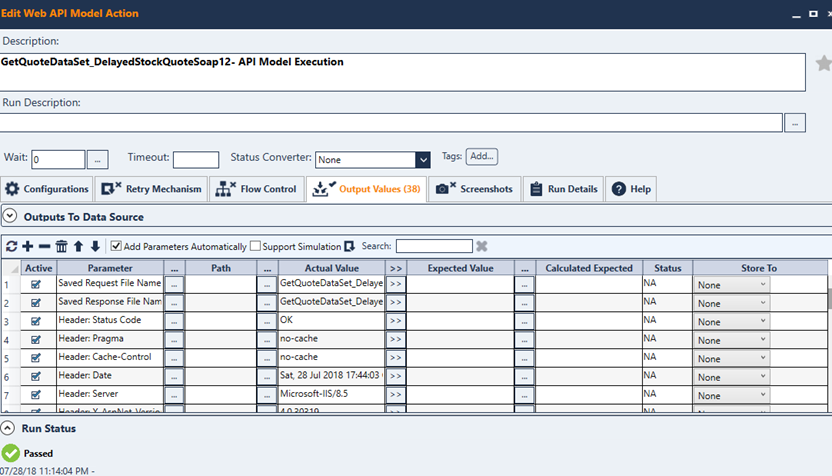 Edit Web API Model Action
Description:
GetQuoteDataSet_DelayedStockQuoteSoap12- API Model Execution
Run Description:
...
Wait: 0 ... Timeout: Status Converter: None Tags: Add...
Configurations Retry Mechanism Flow Control Output Values (38) Screenshots Run Details Help
Outputs To Data Source
Add Parameters Automatically Support Simulation Search:
Active Parameter ... Path ... Actual Value >> Expected Value ... Calculated Expected Status Store To
1 Saved Request File Name ... ... GetQuoteDataSet_Delaye >> ... NA None
2 Saved Response File Nam ... ... GetQuoteDataSet_Delaye >> ... NA None
3 Header: Status Code ... ... OK >> ... NA None
4 Header: Pragma ... ... no-cache >> ... NA None
5 Header: Cache-Control ... ... no-cache >> ... NA None
6 Header: Date ... ... Sat, 28 Jul 2018 17:44:03 >> ... NA None
7 Header: Server ... ... Microsoft-IIS/8.5 >> ... NA None
Header: X-AspNet-Versio 4.0.30319
Run Status
Passed
07/28/18 11:14:04 PM -